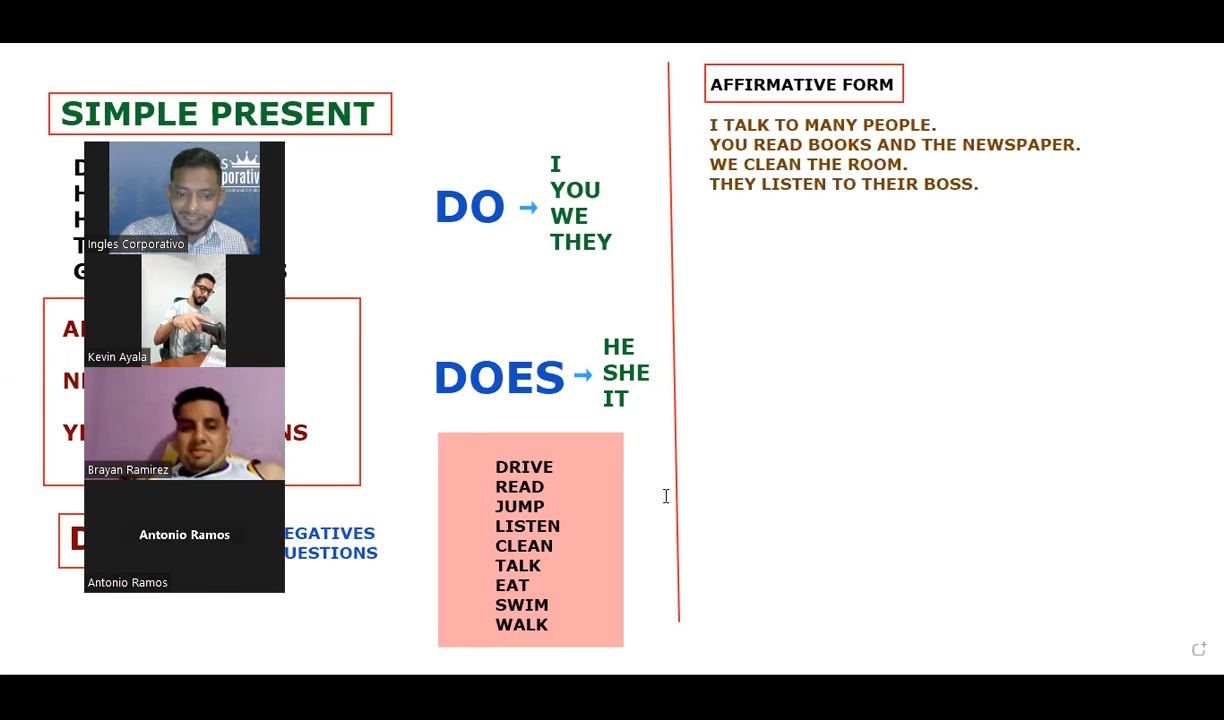 SIMPLE PRESENT
DO
I
YOU
WE
THEY
DOES
HE
SHE
IT
DRIVE
READ
JUMP
LISTEN
CLEAN
TALK
EAT
SWIM
WALK
AFFIRMATIVE FORM
I TALK TO MANY PEOPLE.
YOU READ BOOKS AND THE NEWSPAPER.
WE CLEAN THE ROOM.
THEY LISTEN TO THEIR BOSS.
Ingles Corporativo
Kevin Ayala
Brayan Ramirez
Antonio Ramos
Antonio Ramos